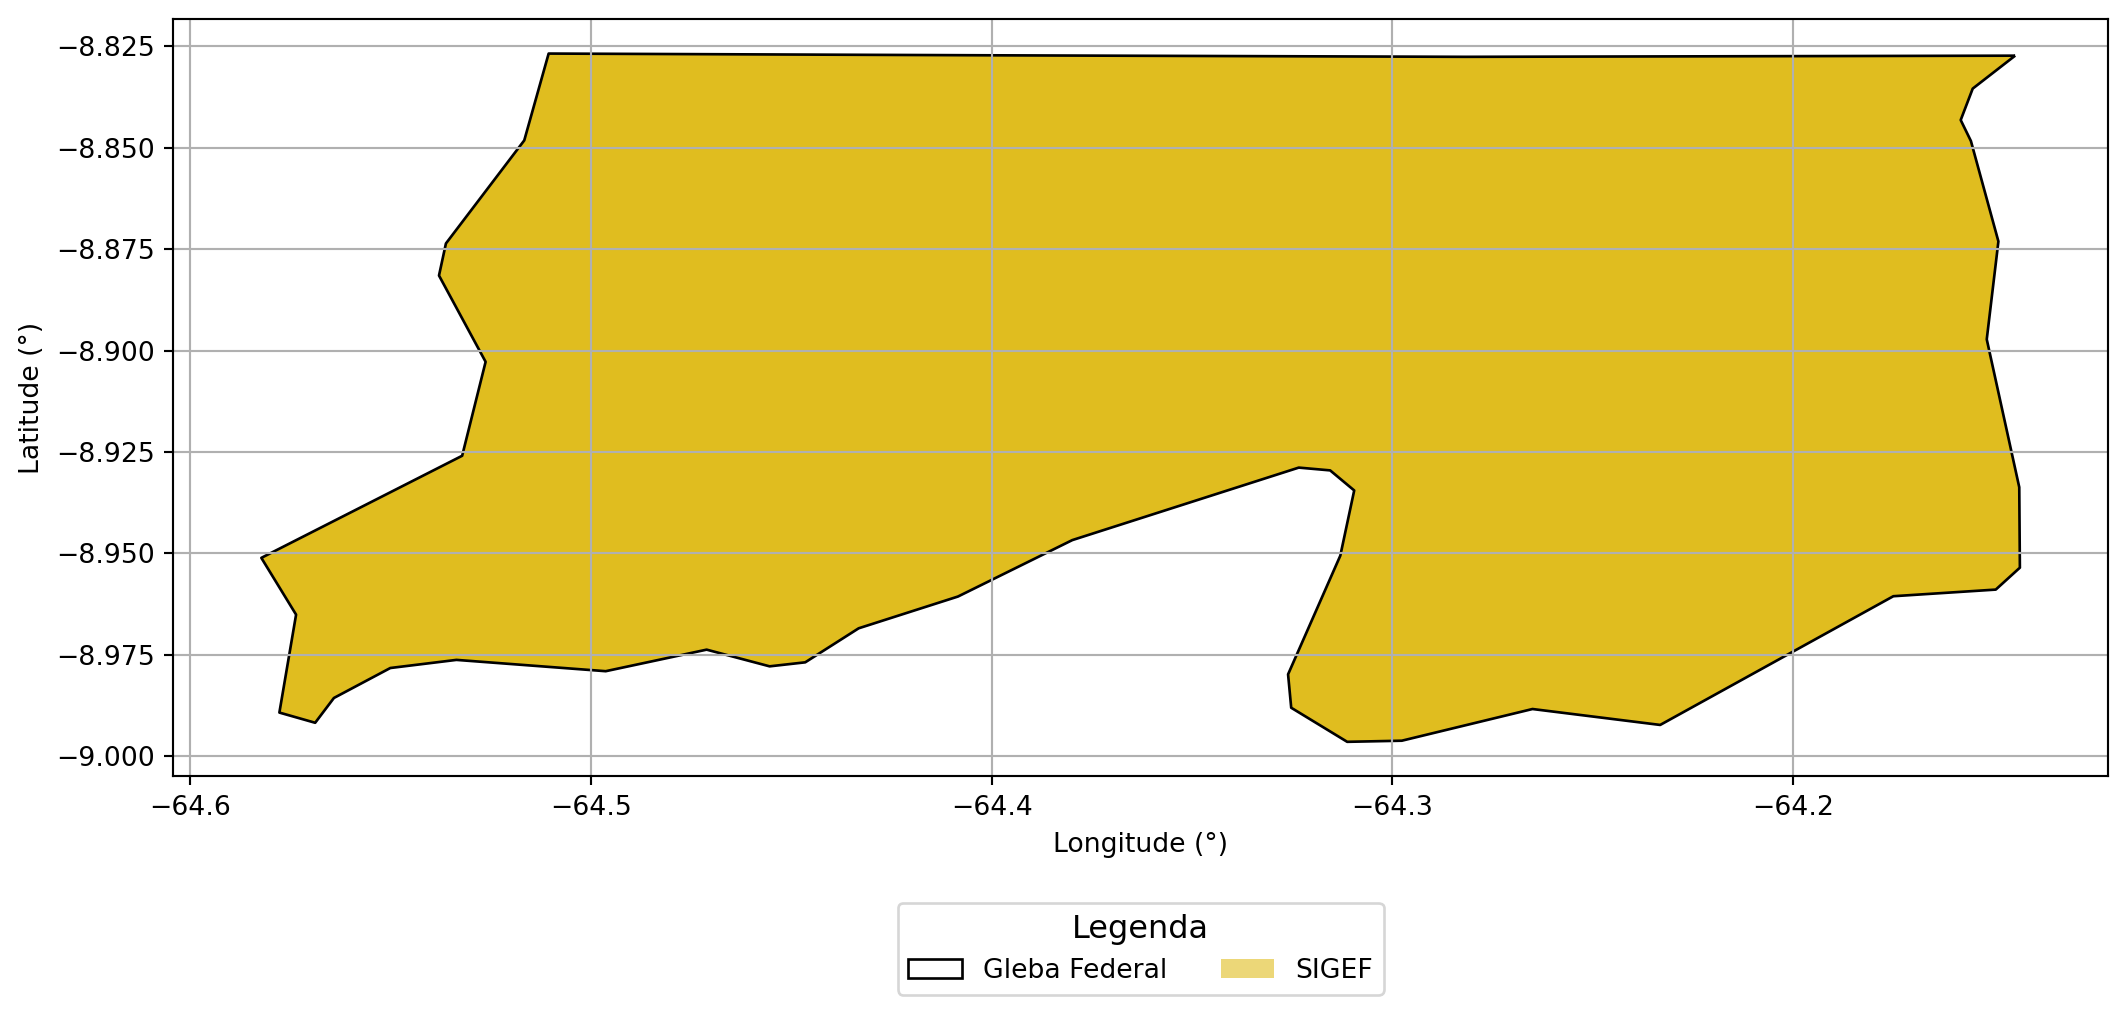 −8.825
−8.850
−8.875
−8.900
−8.925
−8.950
−8.975
−9.000
Latitude (°)
−64.6 −64.5 −64.4 −64.3 −64.2
Longitude (°)
Legenda
Gleba Federal SIGEF